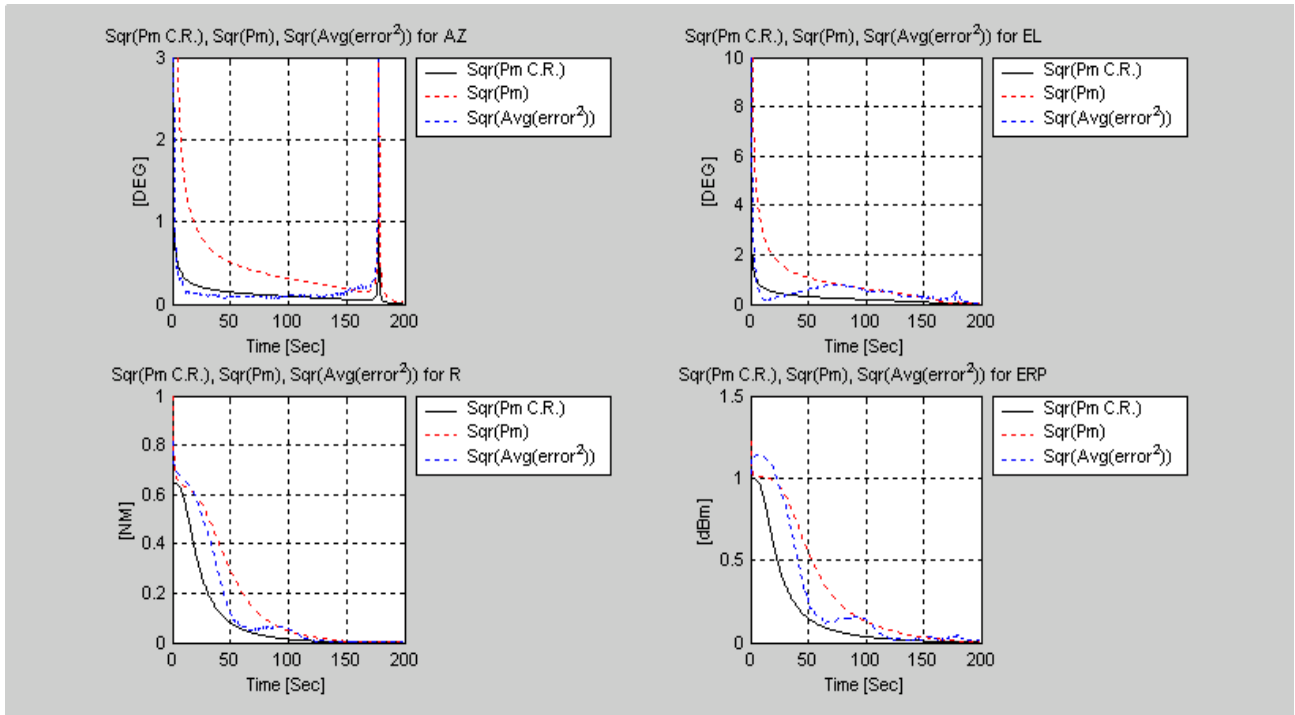 Sqr(Pm C.R.), Sqr(Pm), Sqr(Avg(error²)) for AZ
3
2
1
0
[DEG]
0 50 100 150 200
Time [Sec]
Sqr(Pm C.R.)
Sqr(Pm)
Sqr(Avg(error²))
Sqr(Pm C.R.), Sqr(Pm), Sqr(Avg(error²)) for EL
10
8
6
4
2
0
[DEG]
0 50 100 150 200
Time [Sec]
Sqr(Pm C.R.)
Sqr(Pm)
Sqr(Avg(error²))
Sqr(Pm C.R.), Sqr(Pm), Sqr(Avg(error²)) for R
1
0.8
0.6
0.4
0.2
0
[NM]
0 50 100 150 200
Time [Sec]
Sqr(Pm C.R.)
Sqr(Pm)
Sqr(Avg(error²))
Sqr(Pm C.R.), Sqr(Pm), Sqr(Avg(error²)) for ERP
1.5
1
0.5
0
[dBm]
0 50 100 150 200
Time [Sec]
Sqr(Pm C.R.)
Sqr(Pm)
Sqr(Avg(error²))